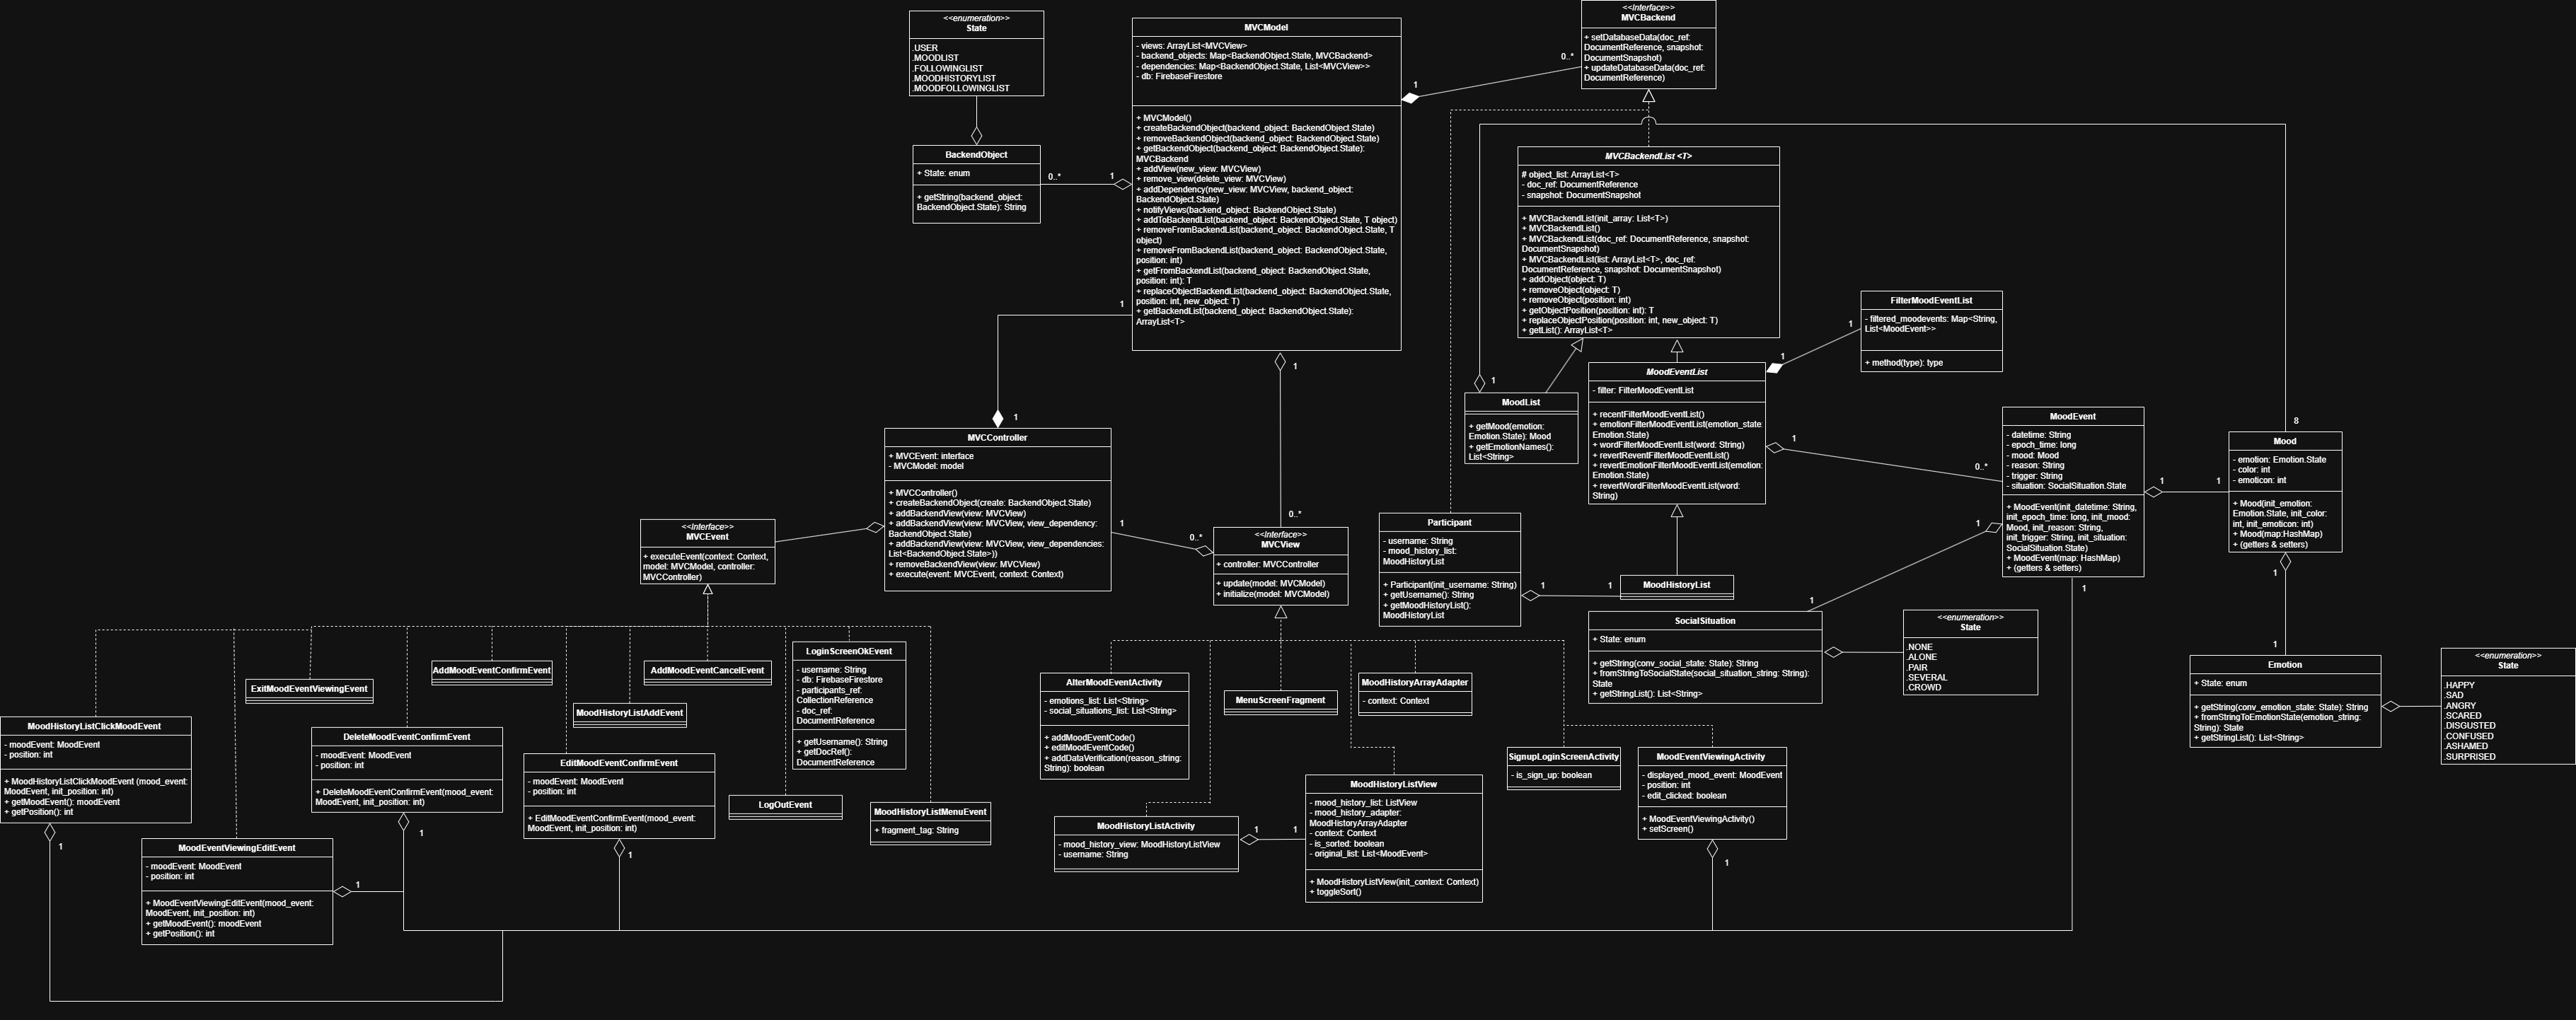 <<enumeration>>
State
.USER
.MOODLIST
.FOLLOWINGLIST
.MOODHISTORYLIST
.MOODFOLLOWINGLIST
BackendObject
+ State: enum
+ getString(backend_object:
BackendObject.State): String
0..*
1
MVCModel
- views: ArrayList<MVCView>
- backend_objects: Map<BackendObject.State, MVCBackend>
- dependencies: Map<BackendObject.State, List<MVCView>>
- db: FirebaseFirestore
+ MVCModel()
+ createBackendObject(backend_object: BackendObject.State)
+ removeBackendObject(backend_object: BackendObject.State)
+ getBackendObject(backend_object: BackendObject.State):
MVCBackend
+ addView(new_view: MVCView)
+ remove_view(delete_view: MVCView)
+ addDependency(new_view: MVCView, backend_object:
BackendObject.State)
+ notifyViews(backend_object: BackendObject.State)
+ addToBackendList(backend_object: BackendObject.State, T object)
+ removeFromBackendList(backend_object: BackendObject.State, T
object)
+ removeFromBackendList(backend_object: BackendObject.State,
position: int)
+ getFromBackendList(backend_object: BackendObject.State,
position: int): T
+ replaceObjectBackendList(backend_object: BackendObject.State,
position: int, new_object: T)
+ getBackendList(backend_object: BackendObject.State):
ArrayList<T>
1
0..*
<<Interface>>
MVCBackend
+ setDatabaseData(doc_ref:
DocumentReference, snapshot:
DocumentSnapshot)
+ updateDatabaseData(doc_ref:
DocumentReference)
MVCBackendList <T>
# object_list: ArrayList<T>
- doc_ref: DocumentReference
- snapshot: DocumentSnapshot
+ MVCBackendList(init_array: List<T>)
+ MVCBackendList()
+ MVCBackendList(doc_ref: DocumentReference, snapshot:
DocumentSnapshot)
+ MVCBackendList(list: ArrayList<T>, doc_ref:
DocumentReference, snapshot: DocumentSnapshot)
+ addObject(object: T)
+ removeObject(object: T)
+ removeObject(position: int)
+ getObjectPosition(position: int): T
+ replaceObjectPosition(position: int, new_object: T)
+ getList(): ArrayList<T>
FilterMoodEventList
- filtered_moodevents: Map<String,
List<MoodEvent>>
+ method(type): type
1
1
MoodEventList
- filter: FilterMoodEventList
+ recentFilterMoodEventList()
+ emotionFilterMoodEventList(emotion_state:
Emotion.State)
+ wordFilterMoodEventList(word: String)
+ revertReventFilterMoodEventList()
+ revertEmotionFilterMoodEventList(emotion:
Emotion.State)
+ revertWordFilterMoodEventList(word:
String)
1
MoodList
+ getMood(emotion:
Emotion.State): Mood
+ getEmotionNames():
List<String>
1
0..*
MoodEvent
- datetime: String
- epoch_time: long
- mood: Mood
- reason: String
- trigger: String
- situation: SocialSituation.State
+ MoodEvent(init_datetime: String,
init_epoch_time: long, init_mood:
Mood, init_reason: String,
init_trigger: String, init_situation:
SocialSituation.State)
+ MoodEvent(map: HashMap)
+ (getters & setters)
1
1
8
Mood
- emotion: Emotion.State
- color: int
- emoticon: int
+ Mood(init_emotion:
Emotion.State, init_color:
int, init_emoticon: int)
+ Mood(map:HashMap)
+ (getters & setters)
1
1
1
1
1
1
1
1
MVCController
+ MVCEvent: interface
- MVCModel: model
+ MVCController()
+ createBackendObject(create: BackendObject.State)
+ addBackendView(view: MVCView)
+ addBackendView(view: MVCView, view_dependency:
BackendObject.State)
+ addBackendView(view: MVCView, view_dependencies:
List<BackendObject.State>))
+ removeBackendView(view: MVCView)
+ execute(event: MVCEvent, context: Context)
1
0..*
0..*
<<Interface>>
MVCView
+ controller: MVCController
+ update(model: MVCModel)
+ initialize(model: MVCModel)
<<Interface>>
MVCEvent
+ executeEvent(context: Context,
model: MVCModel, controller:
MVCController)
Participant
- username: String
- mood_history_list:
MoodHistoryList
+ Participant(init_username: String)
+ getUsername(): String
+ getMoodHistoryList():
MoodHistoryList
1
1
MoodHistoryList
SocialSituation
+ State: enum
+ getString(conv_social_state: State): String
+ fromStringToSocialState(social_situation_string: String):
State
+ getStringList(): List<String>
<<enumeration>>
State
.NONE
.ALONE
.PAIR
.SEVERAL
.CROWD
Emotion
+ State: enum
+ getString(conv_emotion_state: State): String
+ fromStringToEmotionState(emotion_string:
String): State
+ getStringList(): List<String>
<<enumeration>>
State
.HAPPY
.SAD
.ANGRY
.SCARED
.DISGUSTED
.CONFUSED
.ASHAMED
.SURPRISED
MoodHistoryListClickMoodEvent
- moodEvent: MoodEvent
- position: int
+ MoodHistoryListClickMoodEvent (mood_event:
MoodEvent, init_position: int)
+ getMoodEvent(): moodEvent
+ getPosition(): int
1
ExitMoodEventViewingEvent
MoodEventViewingEditEvent
- moodEvent: MoodEvent
- position: int
+ MoodEventViewingEditEvent(mood_event:
MoodEvent, init_position: int)
+ getMoodEvent(): moodEvent
+ getPosition(): int
1
DeleteMoodEventConfirmEvent
- moodEvent: MoodEvent
- position: int
+ DeleteMoodEventConfirmEvent(mood_event:
MoodEvent, init_position: int)
1
AddMoodEventConfirmEvent
EditMoodEventConfirmEvent
- moodEvent: MoodEvent
- position: int
+ EditMoodEventConfirmEvent(mood_event:
MoodEvent, init_position: int)
1
MoodHistoryListAddEvent
AddMoodEventCancelEvent
LogOutEvent
LoginScreenOkEvent
- username: String
- db: FirebaseFirestore
- participants_ref:
CollectionReference
- doc_ref:
DocumentReference
+ getUsername(): String
+ getDocRef():
DocumentReference
MoodHistoryListMenuEvent
+ fragment_tag: String
AlterMoodEventActivity
- emotions_list: List<String>
- social_situations_list: List<String>
+ addMoodEventCode()
+ editMoodEventCode()
+ addDataVerification(reason_string:
String): boolean
MenuScreenFragment
MoodHistoryArrayAdapter
- context: Context
MoodHistoryListActivity
- mood_history_view: MoodHistoryListView
- username: String
1
1
MoodHistoryListView
- mood_history_list: ListView
- mood_history_adapter:
MoodHistoryArrayAdapter
- context: Context
- is_sorted: boolean
- original_list: List<MoodEvent>
+ MoodHistoryListView(init_context: Context)
+ toggleSort()
SignupLoginScreenActivity
- is_sign_up: boolean
MoodEventViewingActivity
- displayed_mood_event: MoodEvent
- position: int
- edit_clicked: boolean
+ MoodEventViewingActivity()
+ setScreen()
1